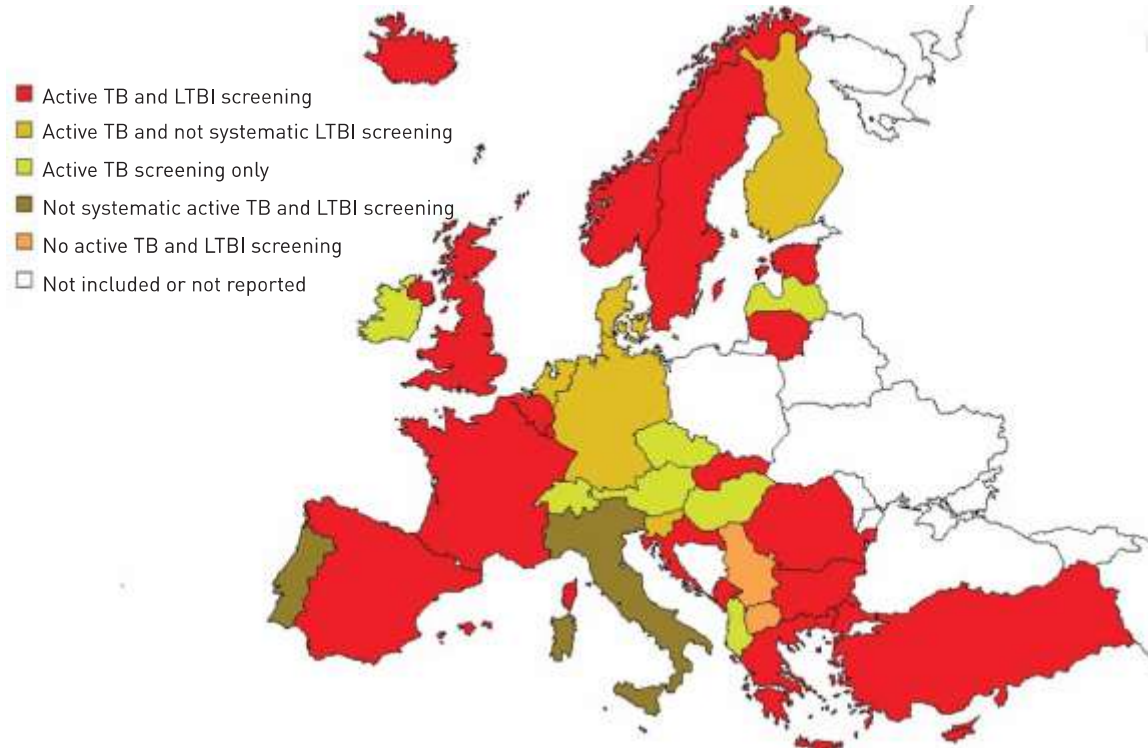 Active TB and LTBI screening
Active TB and not systematic LTBI screening
Active TB screening only
Not systematic active TB and LTBI screening
No active TB and LTBI screening
Not included or not reported